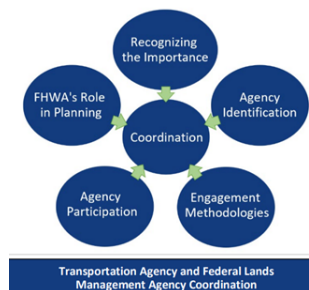 Recognizing
the Importance
FHWA's Role
in Planning
Agency
Identification
Coordination
Agency
Participation
Engagement
Methodologies
Transportation Agency and Federal Lands
Management Agency Coordination